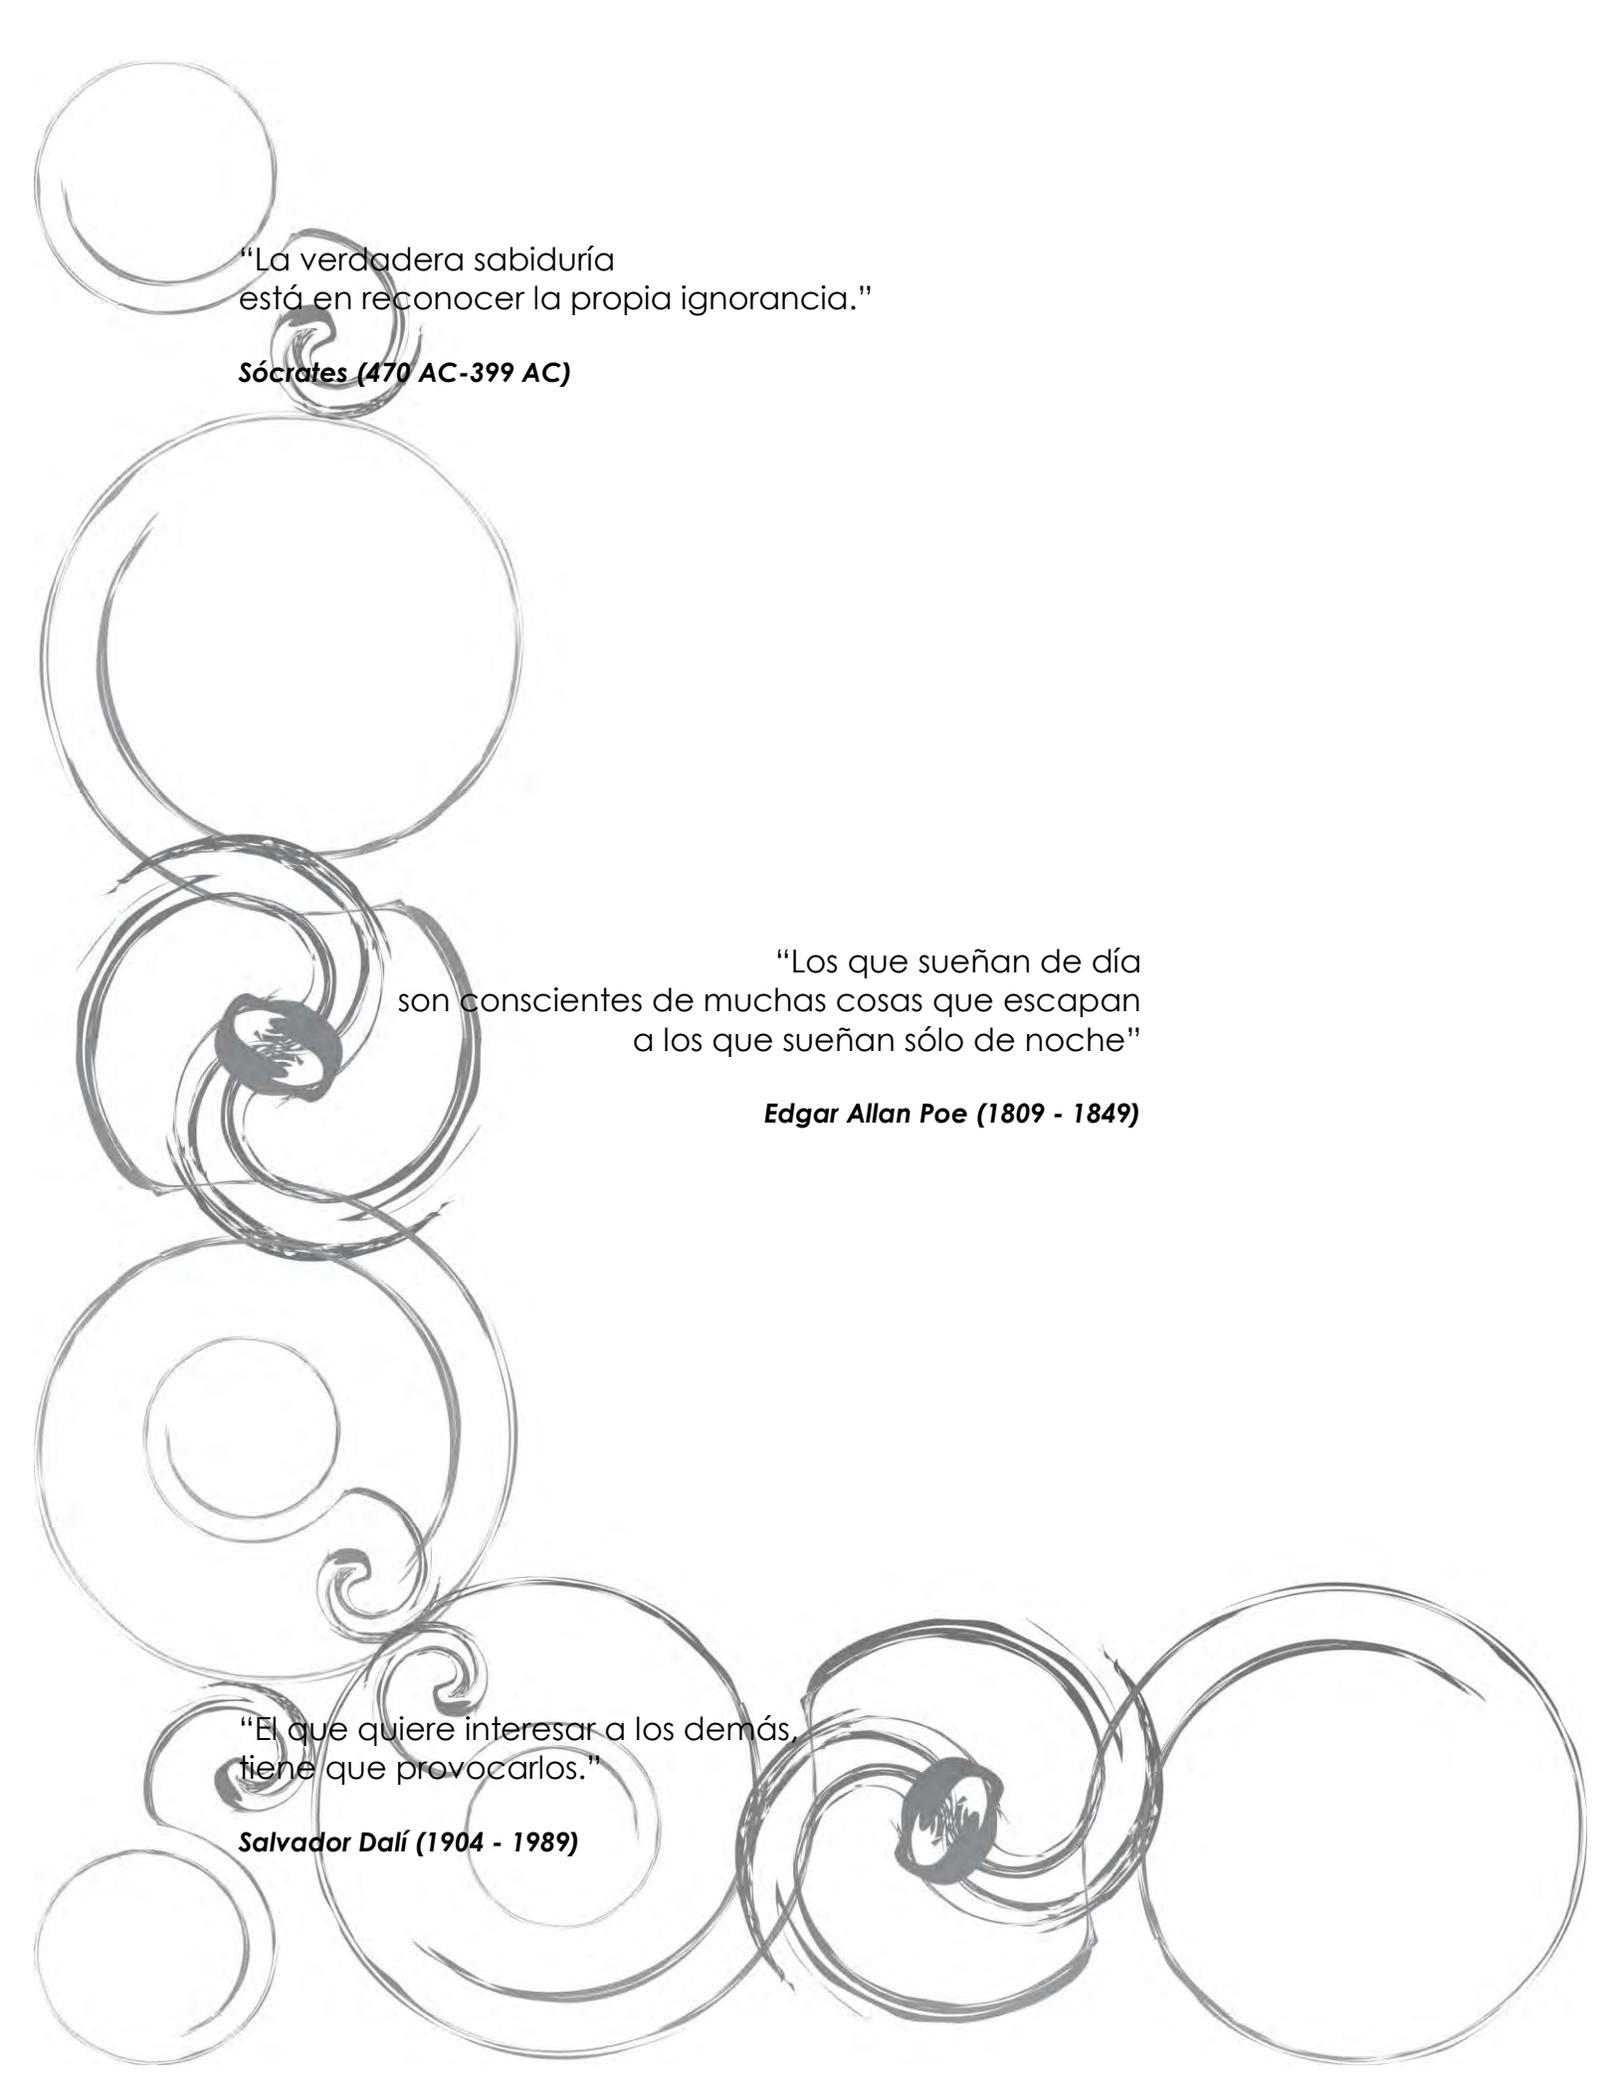 “La verdadera sabiduría
está en reconocer la propia ignorancia.”
Sócrates (470 AC-399 AC)
“Los que sueñan de día
son conscientes de muchas cosas que escapan
a los que sueñan sólo de noche”
Edgar Allan Poe (1809 - 1849)
“El que quiere interesar a los demás,
tiene que provocarlos.”
Salvador Dalí (1904 - 1989)